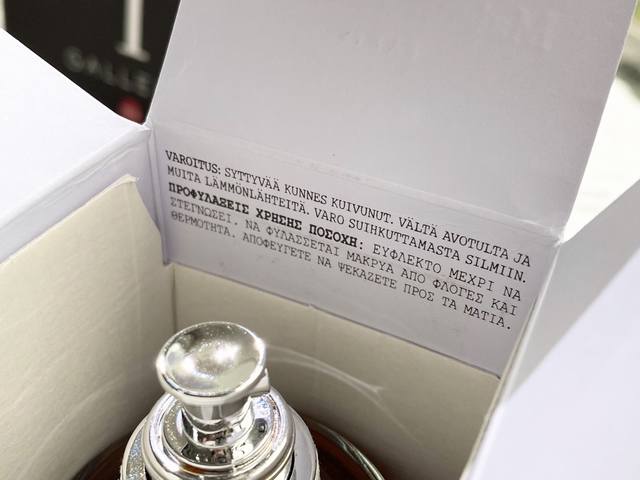 GALLE
VAROITUS: SYTTYVÄÄ KUNNES KUIVUNUT. VÄLTÄ AVOTULTA JA
MUITA LÄMMÖNLÄHTEITÄ. VARO SUIHKUTTAMASTA SILMIIN.
ΠΡΟΦΥΛΑΞΕΙΣ ΧΡΗΣΗΣ ΠΟΣΟΧΗ: ΕΥΦΛΕΚΤΟ ΜΕΧΡΙ ΝΑ
ΣΤΕΓΝΩΣΕΙ. ΝΑ ΦΥΛΑΣΣΕΤΑΙ ΜΑΚΡΥΑ ΑΠΟ ΦΛΟΓΕΣ ΚΑΙ
ΘΕΡΜΟΤΗΤΑ. ΑΠΟΦΕΥΓΕΤΕ ΝΑ ΨΕΚΑΖΕΤΕ ΠΡΟΣ ΤΑ ΜΑΤΙΑ.